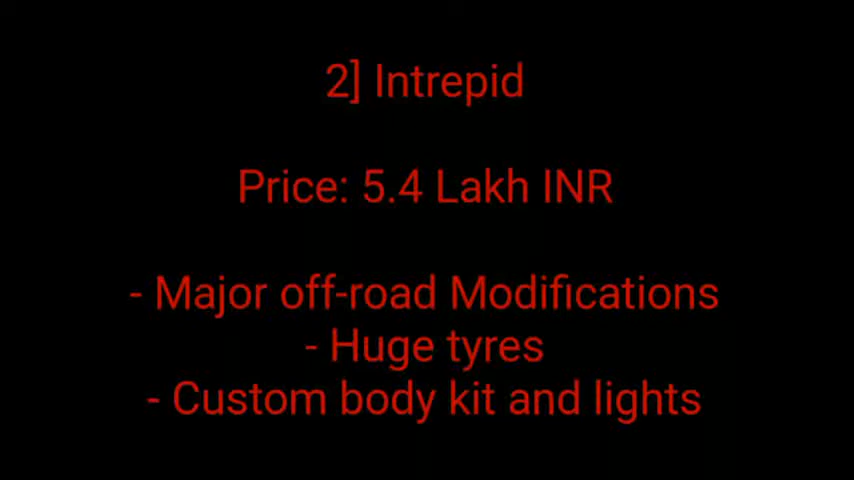 2] Intrepid
Price: 5.4 Lakh INR
- Major off-road Modifications
- Huge tyres
- Custom body kit and lights